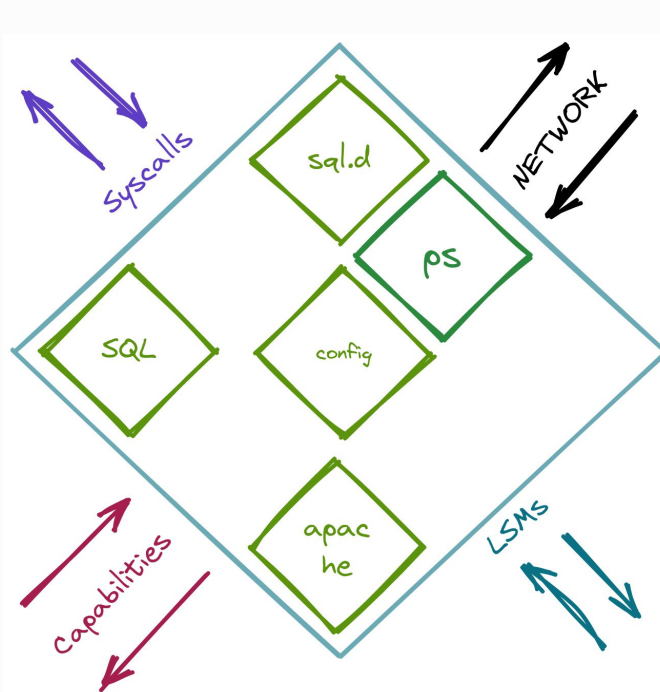 NETWORK
Syscalls
sql.d
ps
SQL
config
apac
he
LSMs
Capabilities